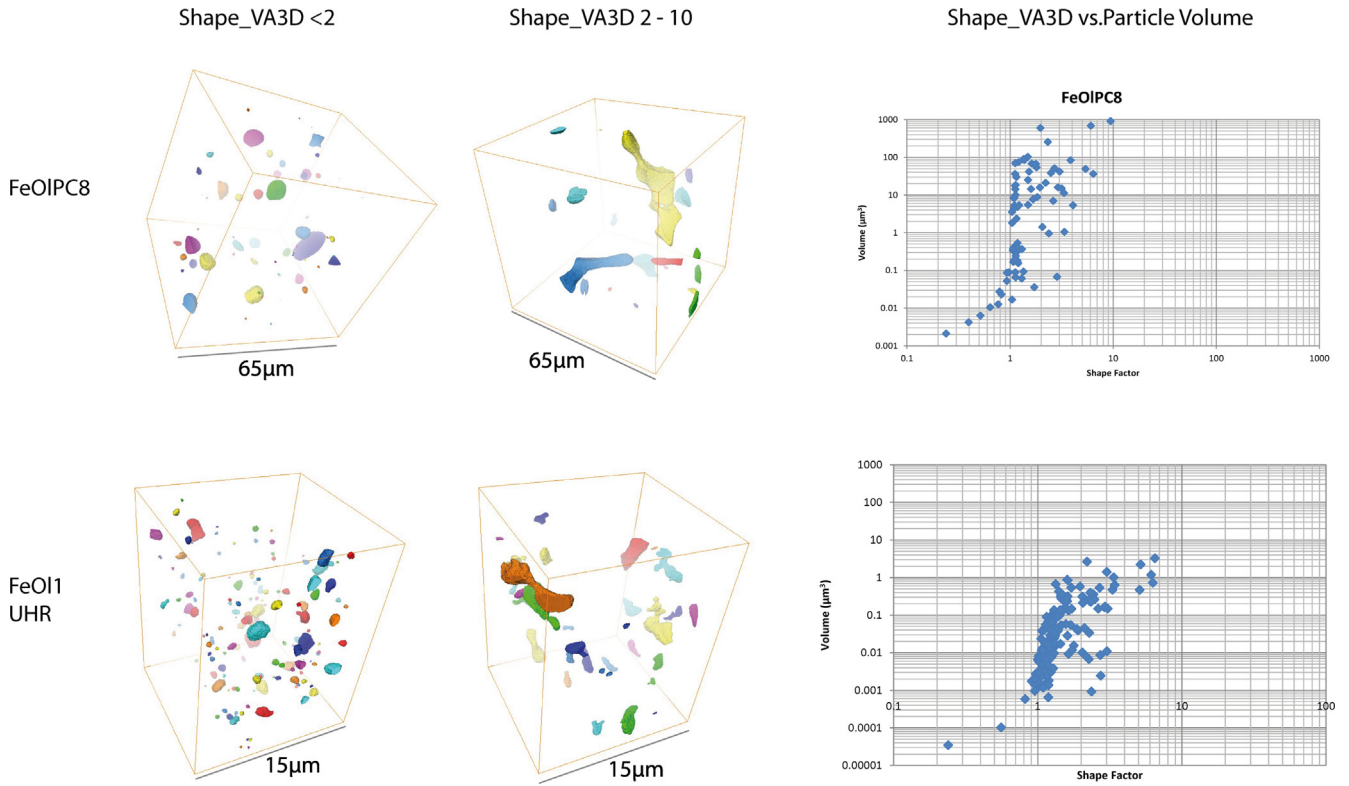 Shape_VA3D <2
Shape_VA3D 2 - 10
Shape_VA3D vs.Particle Volume
FeOlPC8
65µm
65µm
FeOlPC8
1000
100
10
1
0.1
0.01
0.001
Volume (µm³)
0.1 1 10 100 1000
Shape Factor
FeOl1
UHR
15µm
15µm
1000
100
10
1
0.1
0.01
0.001
0.0001
0.00001
Volume (µm³)
0.1 1 10 100
Shape Factor